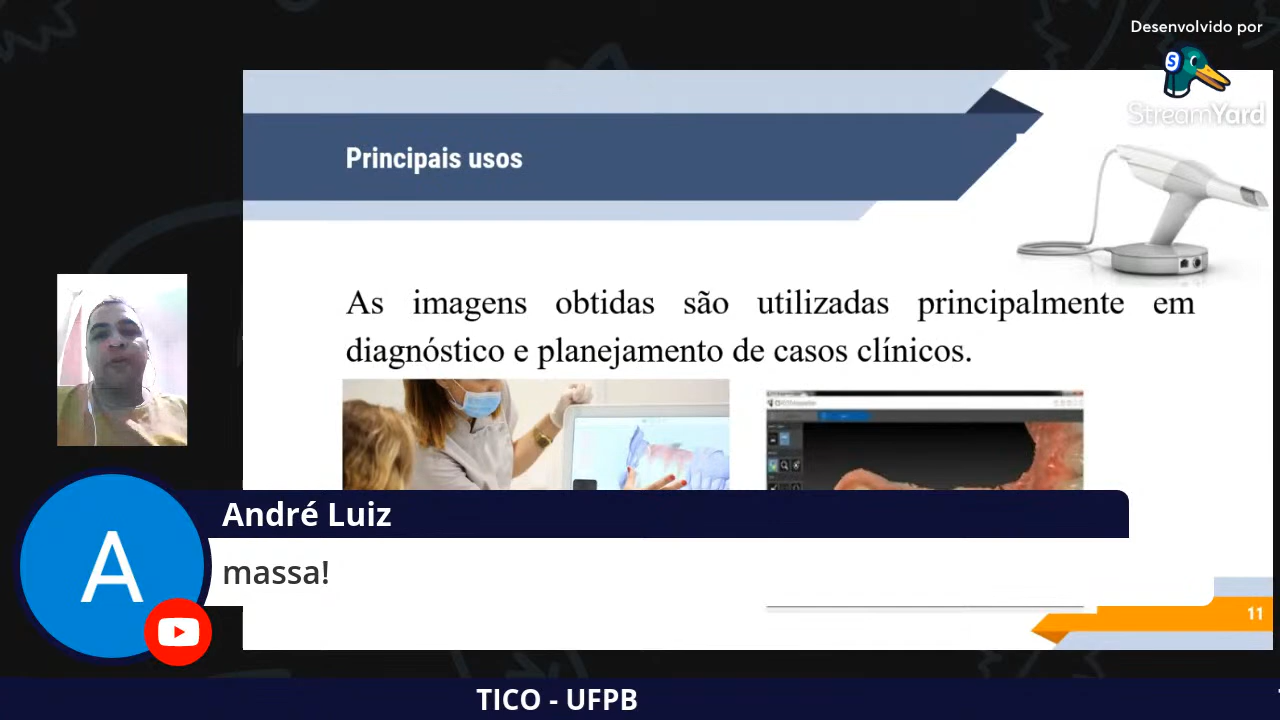 Desenvolvido por
StreamYard
Principais usos
As imagens obtidas são utilizadas principalmente em
diagnóstico e planejamento de casos clínicos.
A
André Luiz
massa!
11
TICO - UFPB